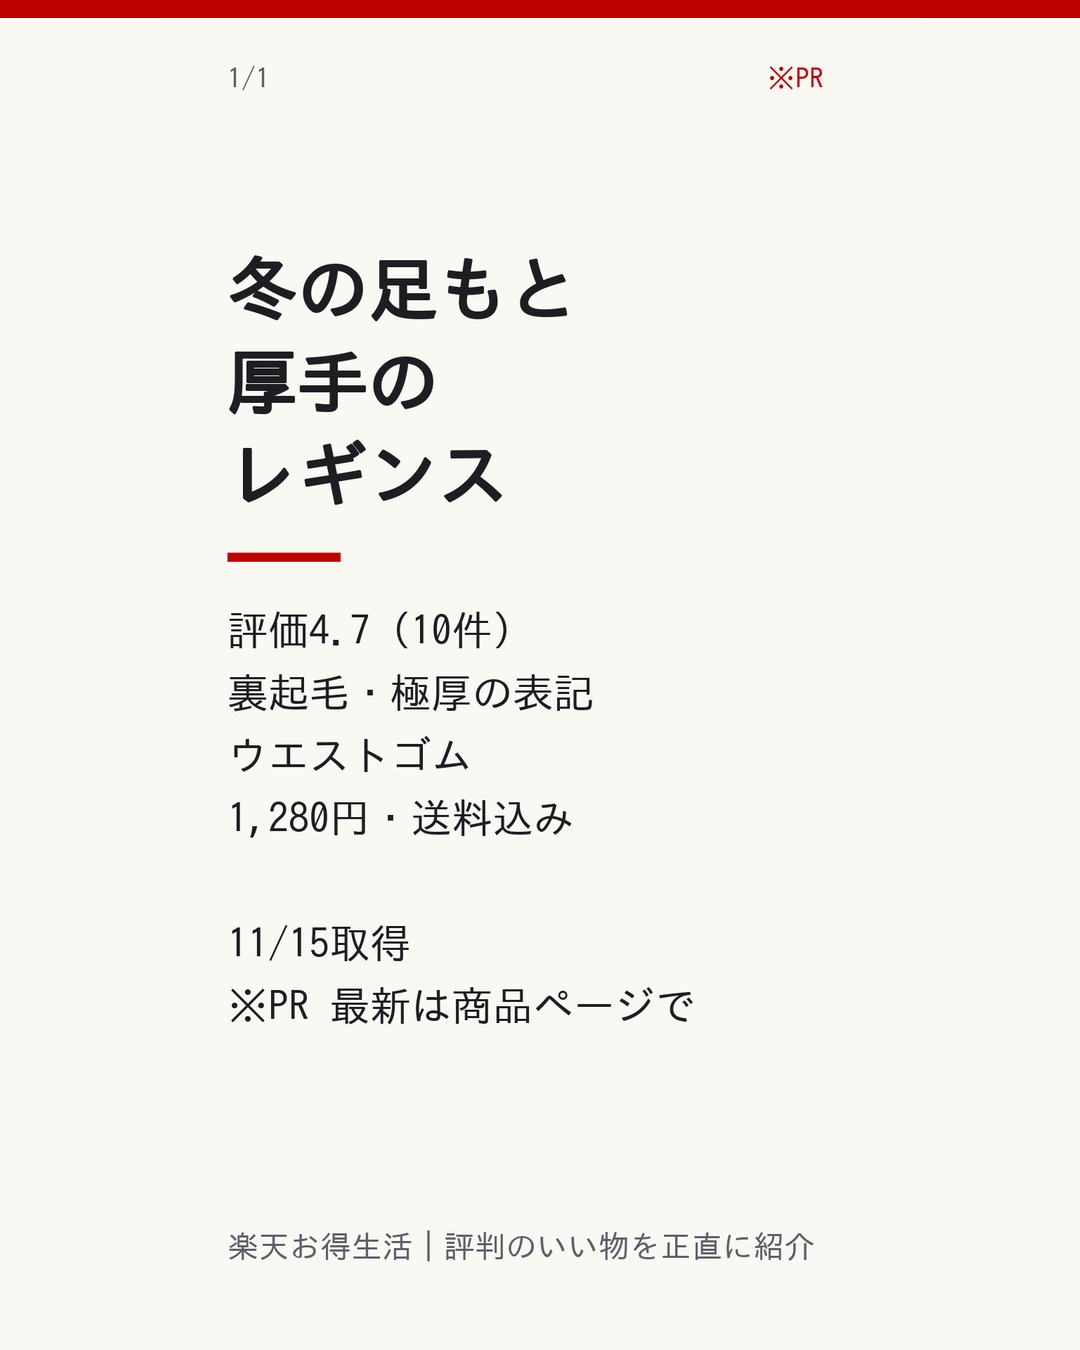 1/1
※PR
冬の足もと
厚手の
レギンス
評価4.7（10件）
裏起毛・極厚の表記
ウエストゴム
1,280円・送料込み
11/15取得
※PR 最新は商品ページで
楽天お得生活｜評判のいい物を正直に紹介